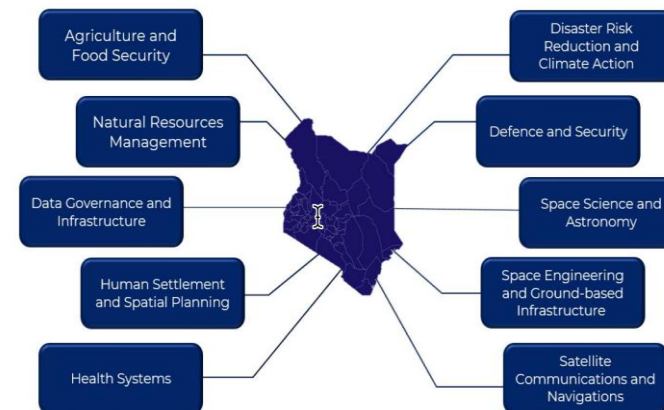 Agriculture and
Food Security
Natural Resources
Management
Data Governance and
Infrastructure
Human Settlement
and Spatial Planning
Health Systems
Disaster Risk
Reduction and
Climate Action
Defence and Security
Space Science and
Astronomy
Space Engineering
and Ground-based
Infrastructure
Satellite
Communications and
Navigations